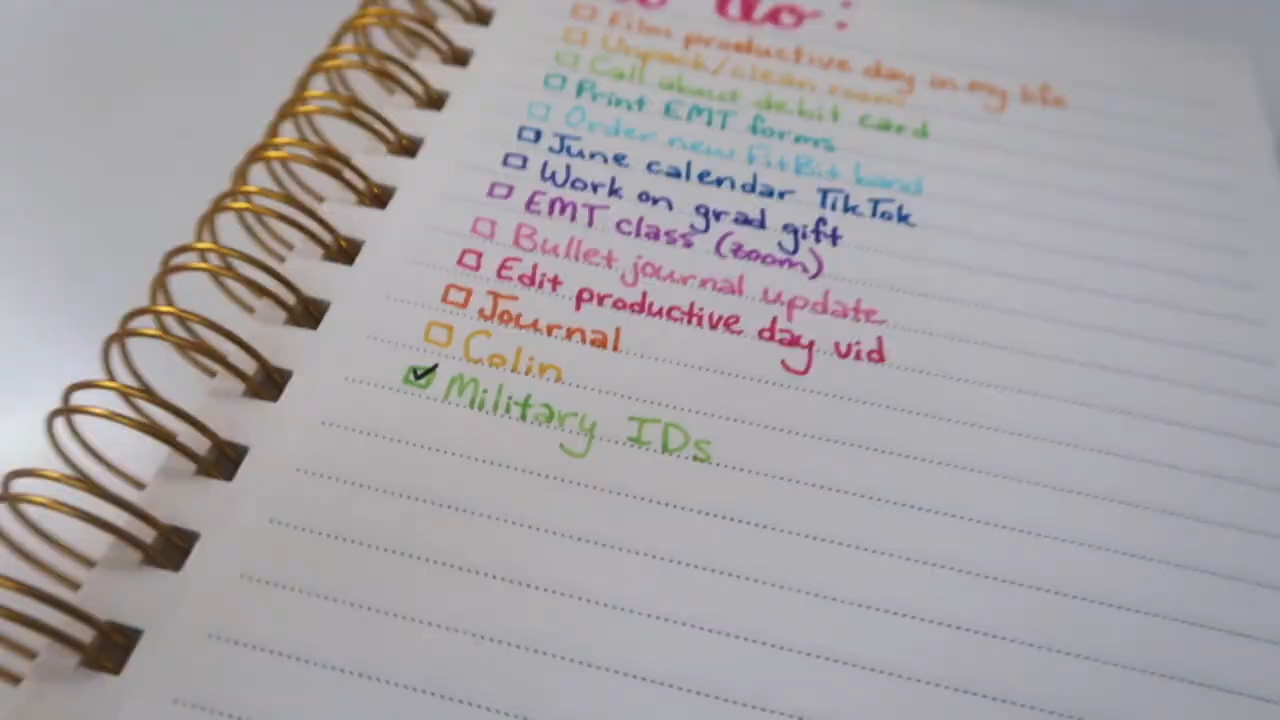 do:
Film productive day in my life
Unpack/clean room
Call about debit card
Print EMT forms
Order new FitBit band
June calendar TikTok
Work on grad gift
EMT class (zoom)
Bullet journal update
Edit productive day vid
Journal
Colin
Military IDs